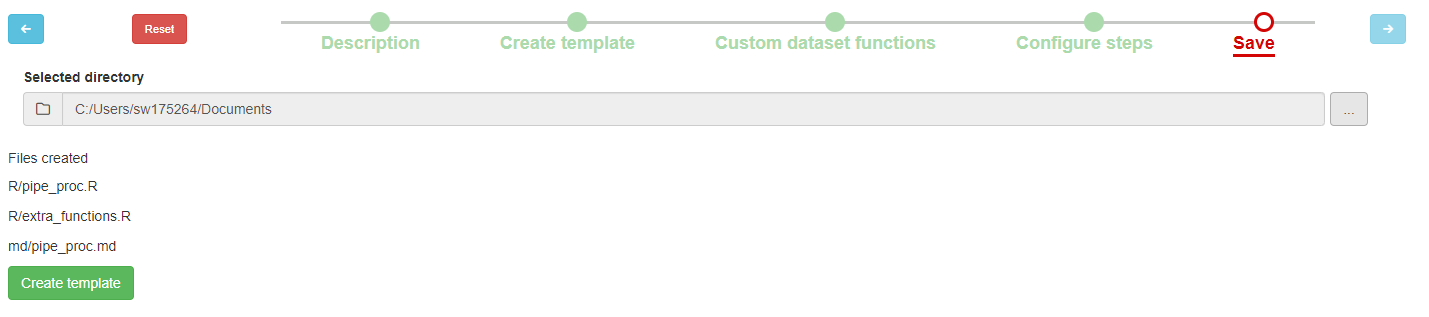 Reset
Description
Create template
Custom dataset functions
Configure steps
Save
Selected directory
C:/Users/sw175264/Documents
...
Files created
R/pipe_proc.R
R/extra_functions.R
md/pipe_proc.md
Create template